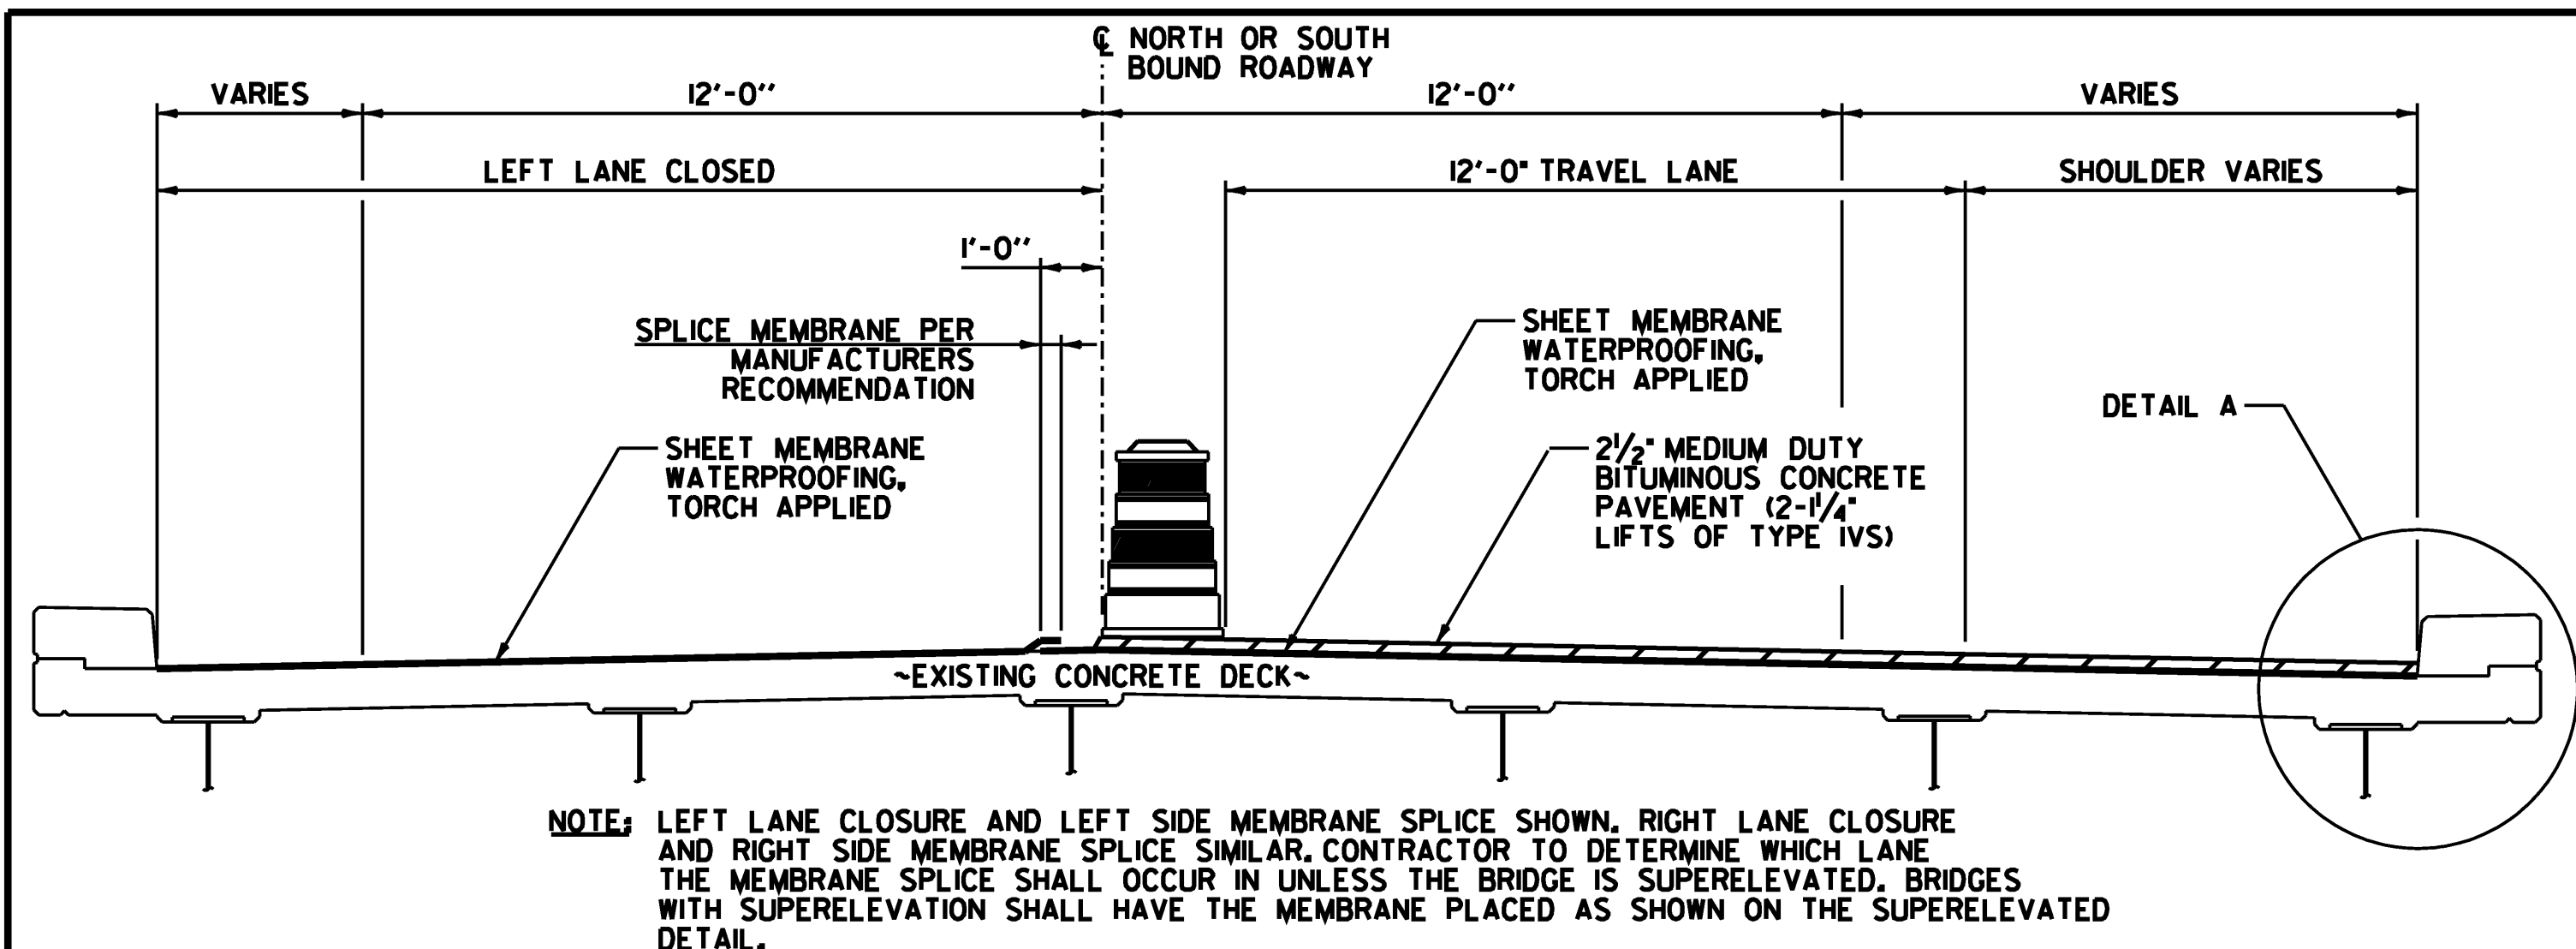 ℄ NORTH OR SOUTH
BOUND ROADWAY
VARIES
12'-0''
12'-0''
VARIES
LEFT LANE CLOSED
12'-0" TRAVEL LANE
SHOULDER VARIES
1'-0''
SPLICE MEMBRANE PER
MANUFACTURERS
RECOMMENDATION
SHEET MEMBRANE
WATERPROOFING,
TORCH APPLIED
DETAIL A
SHEET MEMBRANE
WATERPROOFING,
TORCH APPLIED
2½" MEDIUM DUTY
BITUMINOUS CONCRETE
PAVEMENT (2-1¼"
LIFTS OF TYPE IVS)
~EXISTING CONCRETE DECK~
NOTE: LEFT LANE CLOSURE AND LEFT SIDE MEMBRANE SPLICE SHOWN. RIGHT LANE CLOSURE
AND RIGHT SIDE MEMBRANE SPLICE SIMILAR. CONTRACTOR TO DETERMINE WHICH LANE
THE MEMBRANE SPLICE SHALL OCCUR IN UNLESS THE BRIDGE IS SUPERELEVATED. BRIDGES
WITH SUPERELEVATION SHALL HAVE THE MEMBRANE PLACED AS SHOWN ON THE SUPERELEVATED
DETAIL.